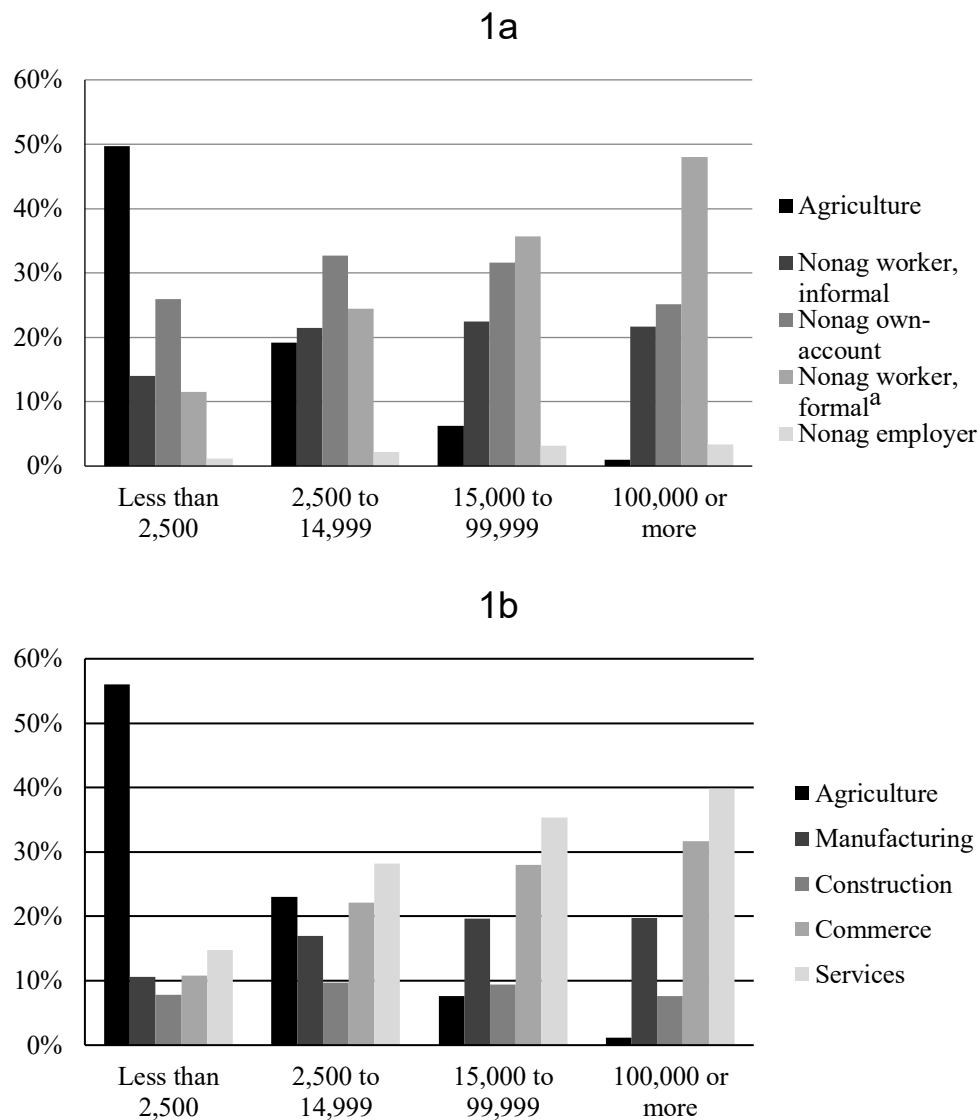 1a
60%
50%
40%
30%
20%
10%
0%
Less than
2,500
2,500 to
14,999
15,000 to
99,999
100,000 or
more
Agriculture
Nonag worker,
informal
Nonag own-
account
Nonag worker,
formalᵃ
Nonag employer
1b
60%
50%
40%
30%
20%
10%
0%
Less than
2,500
2,500 to
14,999
15,000 to
99,999
100,000 or
more
Agriculture
Manufacturing
Construction
Commerce
Services